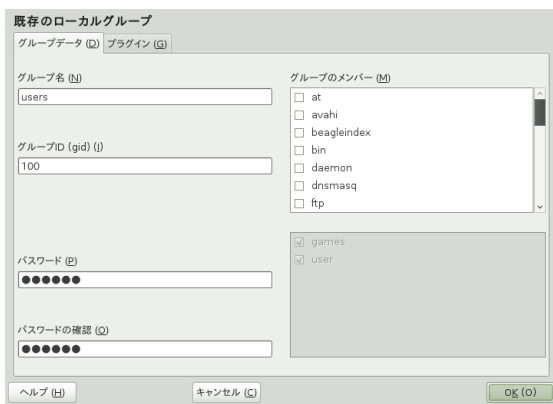 既存のローカルグループ
グループデータ (D) プラグイン (G)
グループ名 (N)
users
グループID (gid) (I)
100
パスワード (P)
●●●●●●
パスワードの確認 (O)
●●●●●●
グループのメンバー (M)
at
avahi
beagleindex
bin
daemon
dnsmasq
ftp
games
user
ヘルプ (H) キャンセル (C) OK (O)